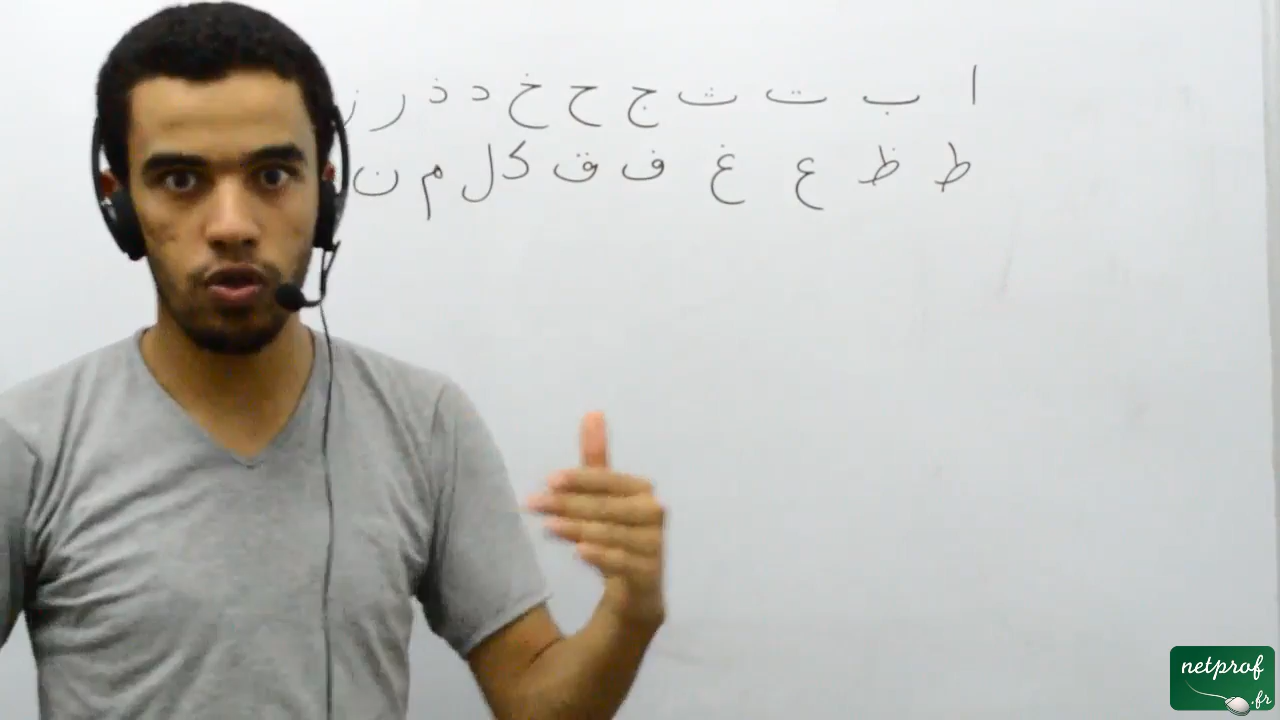 ا ب ت ث ج ح خ د ذ ر ز
ط ظ ع غ ف ق ك ل م ن
netprof
.fr